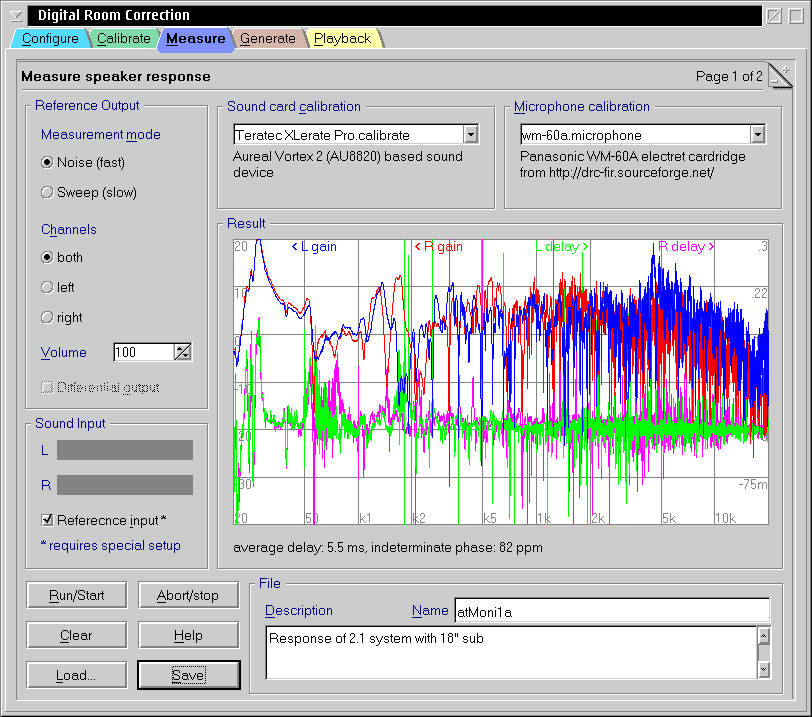 Digital Room Correction
Configure Calibrate Measure Generate Playback
Measure speaker response
Page 1 of 2
Reference Output
Measurement mode
Noise (fast)
Sweep (slow)
Channels
both
left
right
Volume 100
Differential output
Sound Input
L
R
Referecnce input*
*requires special setup
Sound card calibration
Teratec XLerate Pro.calibrate
Aureal Vortex 2 (AU8820) based sound
device
Microphone calibration
wm-60a.microphone
Panasonic WM-60A electret cardridge
from http://drc-fir.sourceforge.net/
Result
20 < L gain < R gain L delay > R delay > .3
10 .22
-75m
20 50 k1 k2 k5 1k 2k 5k 10k
average delay: 5.5 ms, indeterminate phase: 82 ppm
Run/Start Abort/stop
Clear Help
Load... Save
File
Description Name atMoni1a
Response of 2.1 system with 18" sub